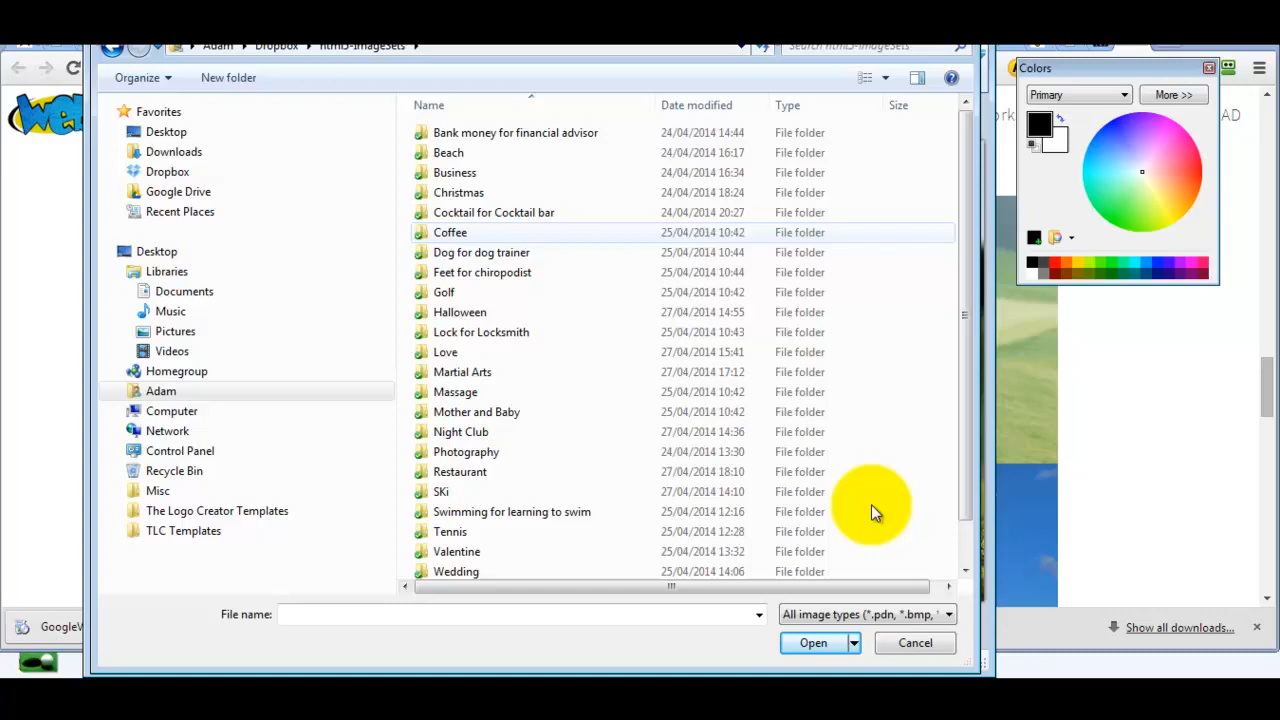 Adam Dropbox html5-ImageSets Search html5-ImageSets
Colors
Organize New folder
Primary More >>
Name Date modified Type Size
Favorites
Desktop
Downloads
Dropbox
Google Drive
Recent Places
Desktop
Libraries
Documents
Music
Pictures
Videos
Homegroup
Adam
Computer
Network
Control Panel
Recycle Bin
Misc
The Logo Creator Templates
TLC Templates
Bank money for financial advisor 24/04/2014 14:44 File folder
Beach 24/04/2014 16:17 File folder
Business 24/04/2014 16:34 File folder
Christmas 24/04/2014 18:24 File folder
Cocktail for Cocktail bar 24/04/2014 20:27 File folder
Coffee 25/04/2014 10:42 File folder
Dog for dog trainer 25/04/2014 10:44 File folder
Feet for chiropodist 25/04/2014 10:44 File folder
Golf 25/04/2014 10:42 File folder
Halloween 27/04/2014 14:55 File folder
Lock for Locksmith 25/04/2014 10:43 File folder
Love 27/04/2014 15:41 File folder
Martial Arts 27/04/2014 17:12 File folder
Massage 25/04/2014 10:42 File folder
Mother and Baby 25/04/2014 10:42 File folder
Night Club 27/04/2014 14:36 File folder
Photography 24/04/2014 13:30 File folder
Restaurant 27/04/2014 18:10 File folder
SKi 27/04/2014 14:10 File folder
Swimming for learning to swim 25/04/2014 12:16 File folder
Tennis 25/04/2014 12:28 File folder
Valentine 25/04/2014 13:32 File folder
Wedding 25/04/2014 14:06 File folder
File name: All image types (*.pdn, *.bmp, '
Open Cancel
GoogleV
Show all downloads...